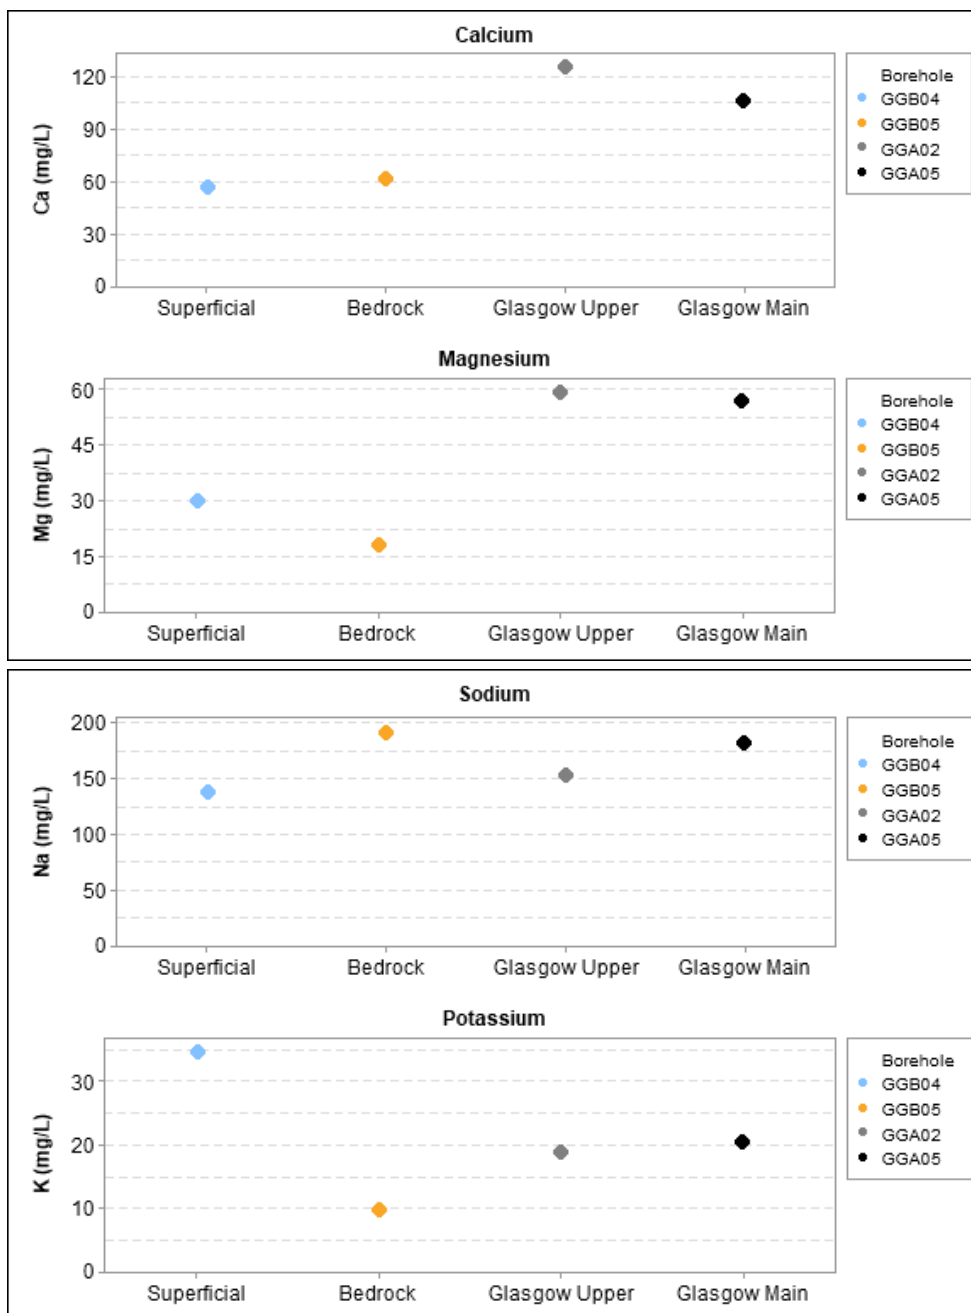 Calcium
Ca (mg/L)
120
90
60
30
0
Superficial Bedrock Glasgow Upper Glasgow Main
Borehole
GGB04
GGB05
GGA02
GGA05
Magnesium
Mg (mg/L)
60
45
30
15
0
Superficial Bedrock Glasgow Upper Glasgow Main
Borehole
GGB04
GGB05
GGA02
GGA05
Sodium
Na (mg/L)
200
150
100
50
0
Superficial Bedrock Glasgow Upper Glasgow Main
Borehole
GGB04
GGB05
GGA02
GGA05
Potassium
K (mg/L)
30
20
10
0
Superficial Bedrock Glasgow Upper Glasgow Main
Borehole
GGB04
GGB05
GGA02
GGA05